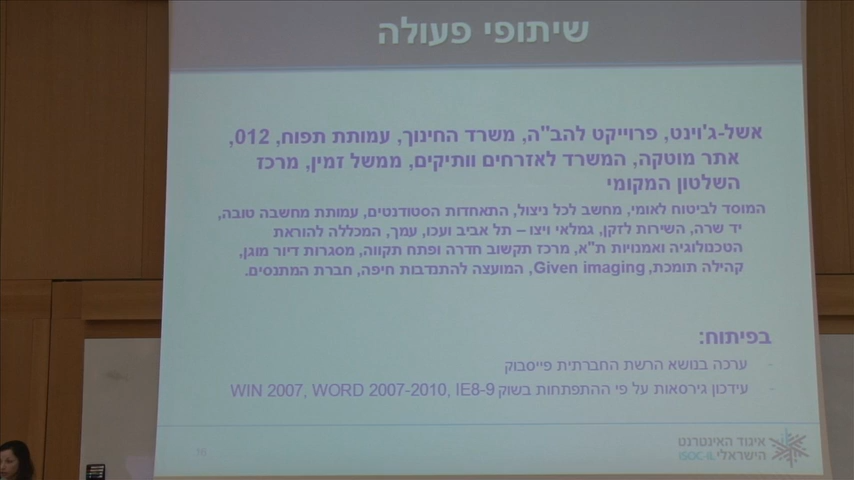 שיתופי פעולה
אשל-ג'וינט, פרוייקט להב"ה, משרד החינוך, עמותת תפוח, 012,
אתר מוטקה, המשרד לאזרחים וותיקים, ממשל זמין, מרכז
השלטון המקומי
המוסד לביטוח לאומי, מחשב לכל ניצול, התאחדות הסטודנטים, עמותת מחשבה טובה,
יד שרה, השירות לזקן, גמלאי ויצו – תל אביב ועכו, עמך, המכללה להוראת
הטכנולוגיה ואמנויות ת"א, מרכז תקשוב חדרה ופתח תקווה, מסגרות דיור מוגן,
קהילה תומכת, Given imaging, המועצה להתנדבות חיפה, חברת המתנסים.
בפיתוח:
- ערכה בנושא הרשת החברתית פייסבוק
- עידכון גירסאות על פי ההתפתחות בשוק WIN 2007, WORD 2007-2010, IE8-9
איגוד האינטרנט
הישראלי ISOC-IL